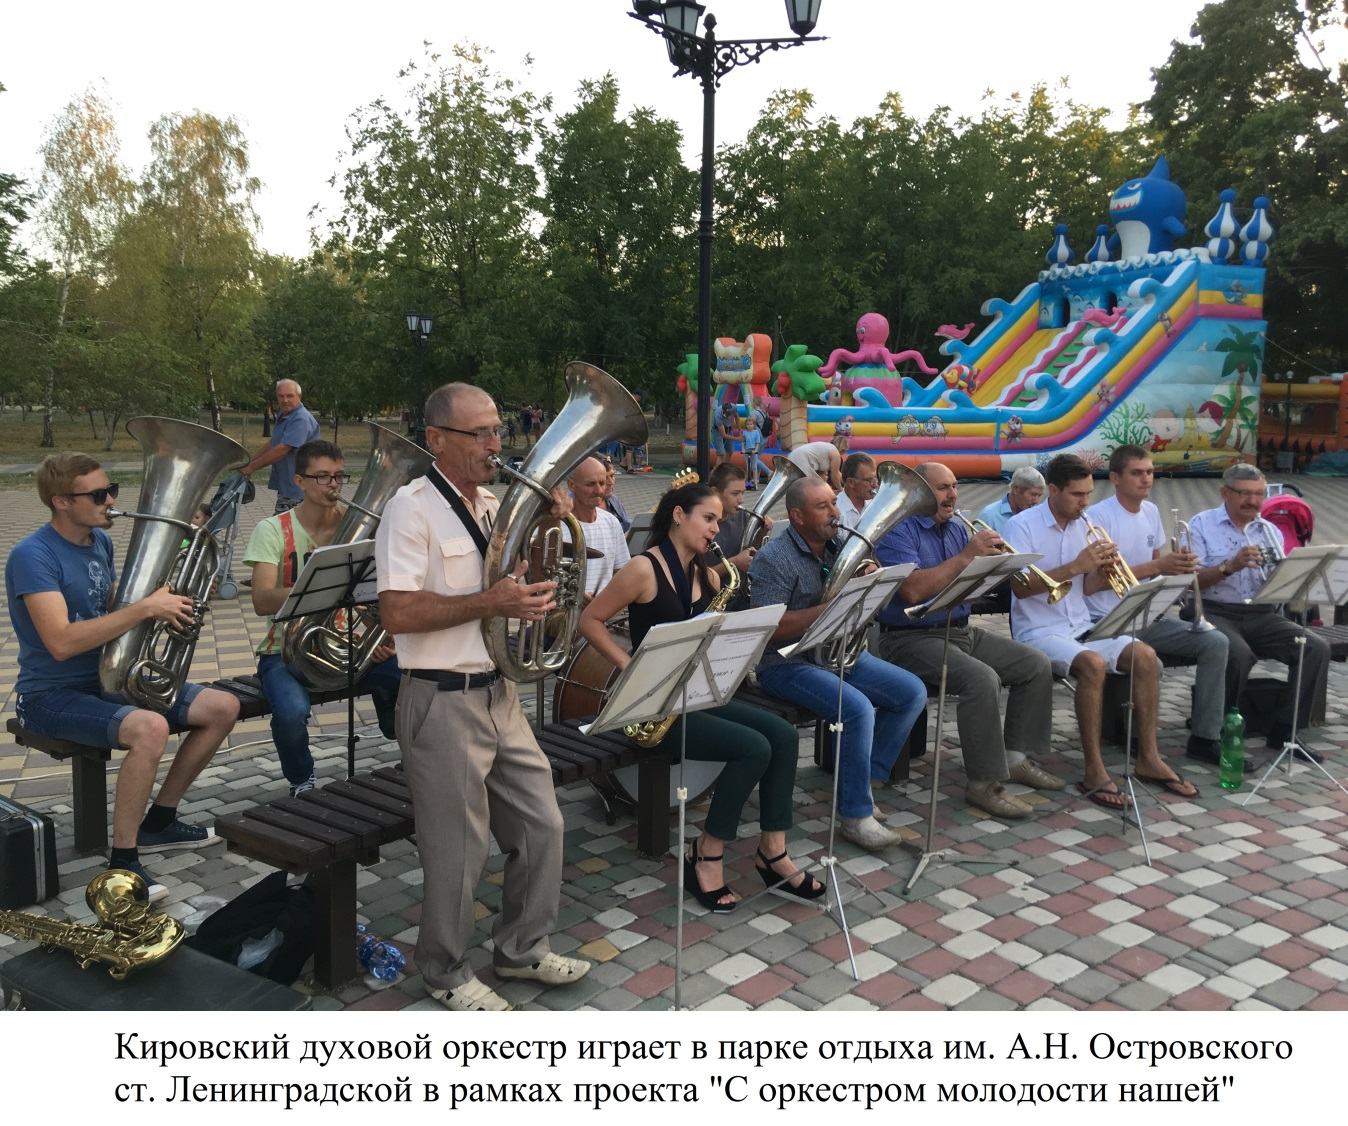 Кировский духовой оркестр играет в парке отдыха им. А.Н. Островского
ст. Ленинградской в рамках проекта "С оркестром молодости нашей"